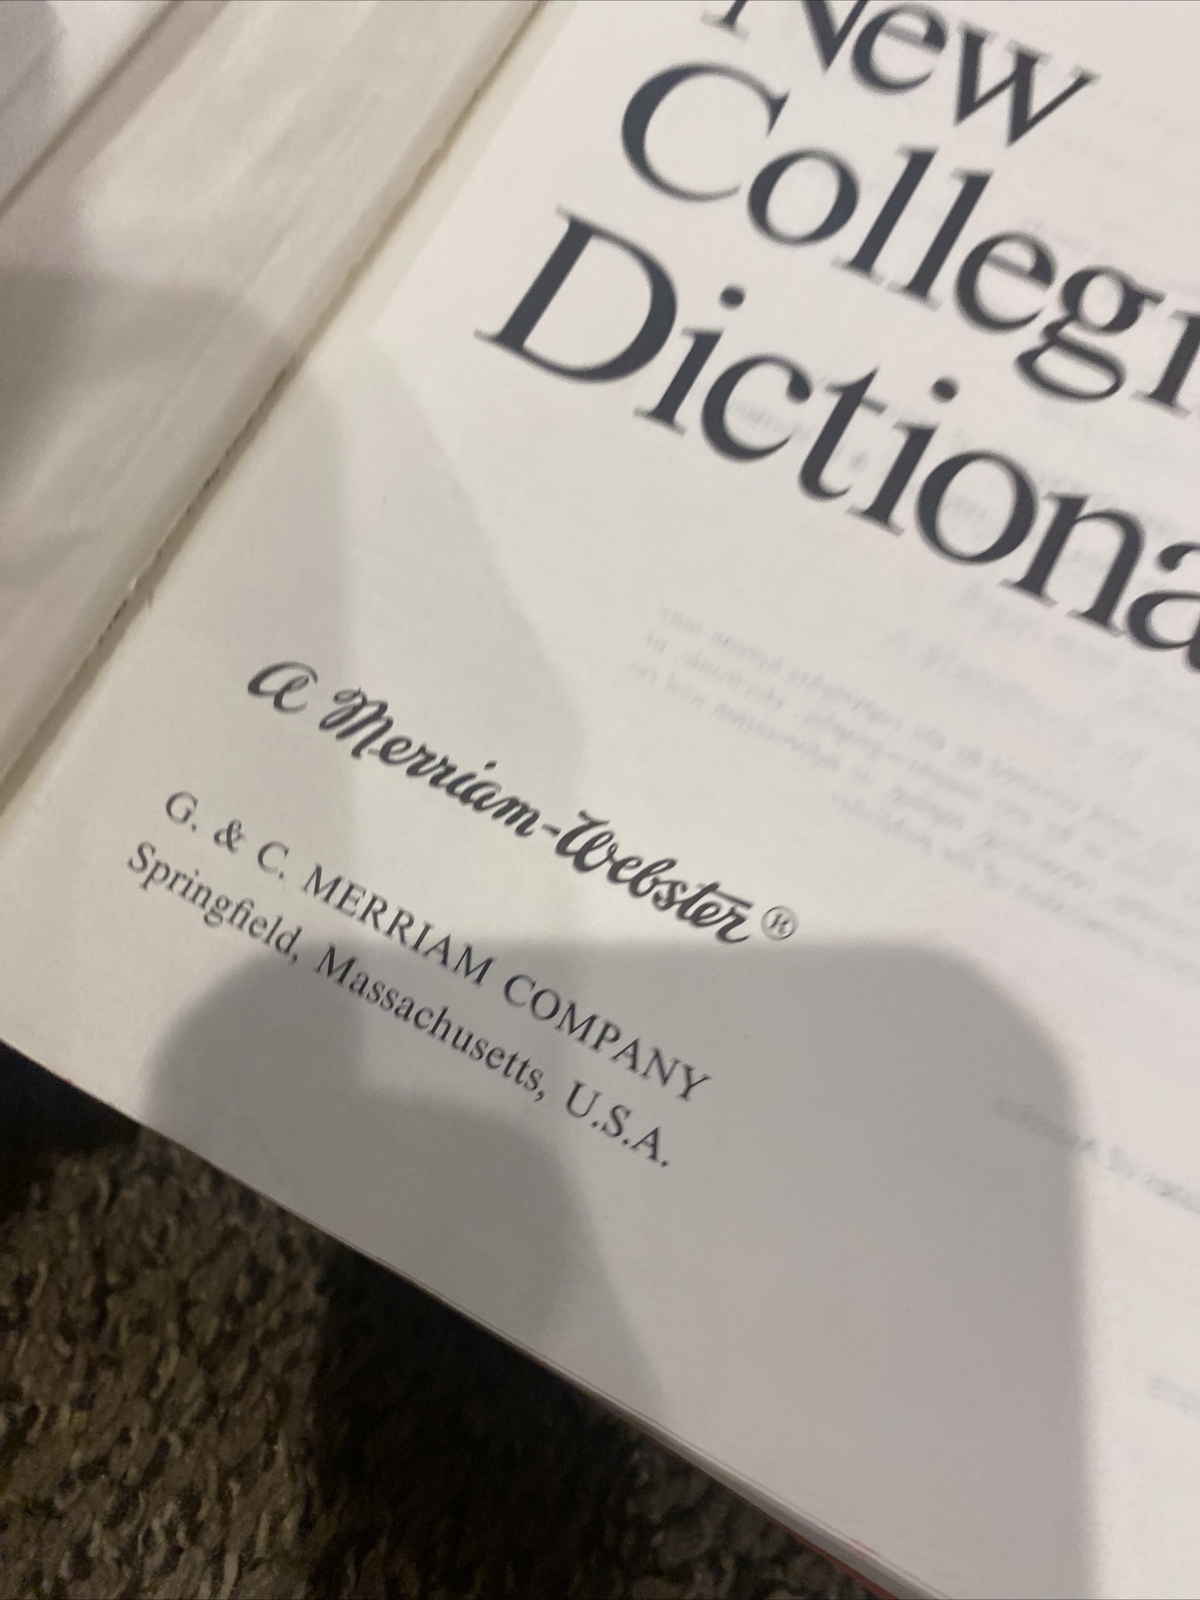 New
Colleg
Dictiona
a Merriam-Webster®
G. & C. MERRIAM COMPANY
Springfield, Massachusetts, U.S.A.